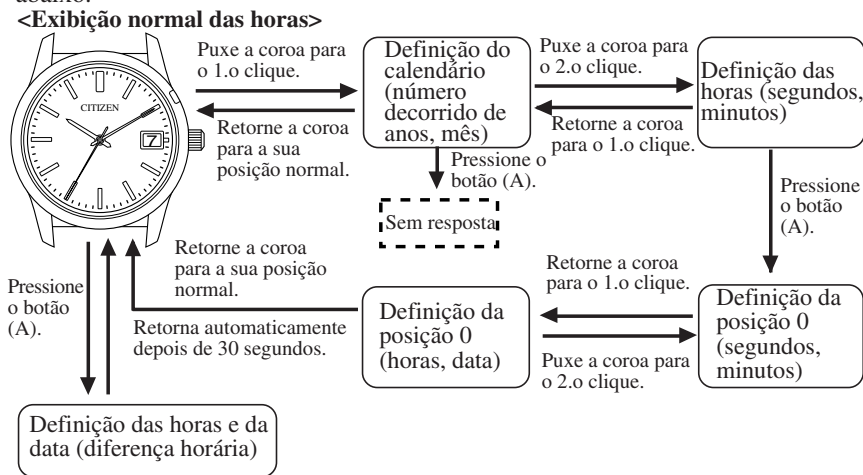 abaixo.
<Exibição normal das horas>
CITIZEN
7
Puxe a coroa para
o 1.o clique.
Retorne a coroa
para a sua
posição normal.
Definição do
calendário
(número
decorrido de
anos, mês)
Puxe a coroa para
o 2.o clique.
Retorne a coroa
para o 1.o clique.
Definição das
horas (segundos,
minutos)
Pressione o
botão (A).
Sem resposta
Pressione
o botão
(A).
Pressione
o botão
(A).
Retorne a coroa
para a sua posição
normal.
Retorna automaticamente
depois de 30 segundos.
Definição da
posição 0
(horas, data)
Retorne a coroa
para o 1.o clique.
Puxe a coroa para
o 2.o clique.
Definição da
posição 0
(segundos,
minutos)
Definição das horas e da
data (diferença horária)